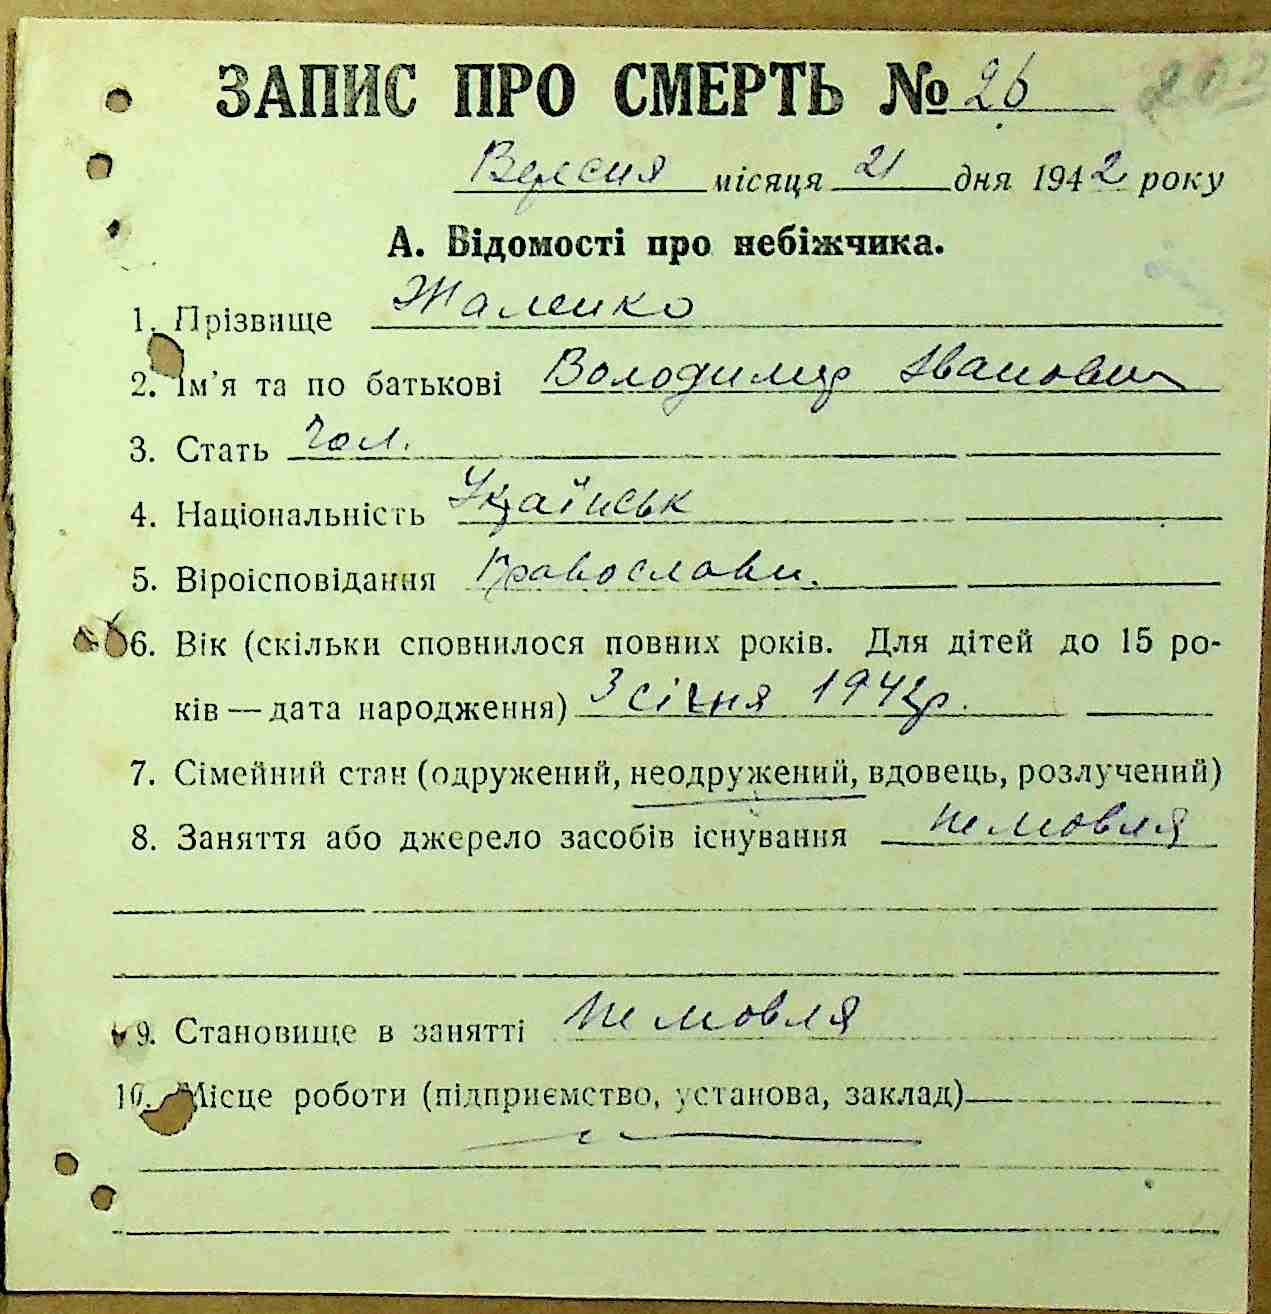 ЗАПИС ПРО СМЕРТЬ № 26
Вересня місяця 21 дня 1942 року
А. Відомості про небіжчика.
1. Прізвище Жаленко
2. Ім'я та по батькові Володимир Іванович
3. Стать Чол.
4. Національність Українськ
5. Віроісповідання Православн.
6. Вік (скільки сповнилося повних років. Для дітей до 15 ро-
ків — дата народження) 3 січня 1942р.
7. Сімейний стан (одружений, неодружений, вдовець, розлучений)
8. Заняття або джерело засобів існування немовля
9. Становище в занятті немовля
10. Місце роботи (підприємство, установа, заклад)